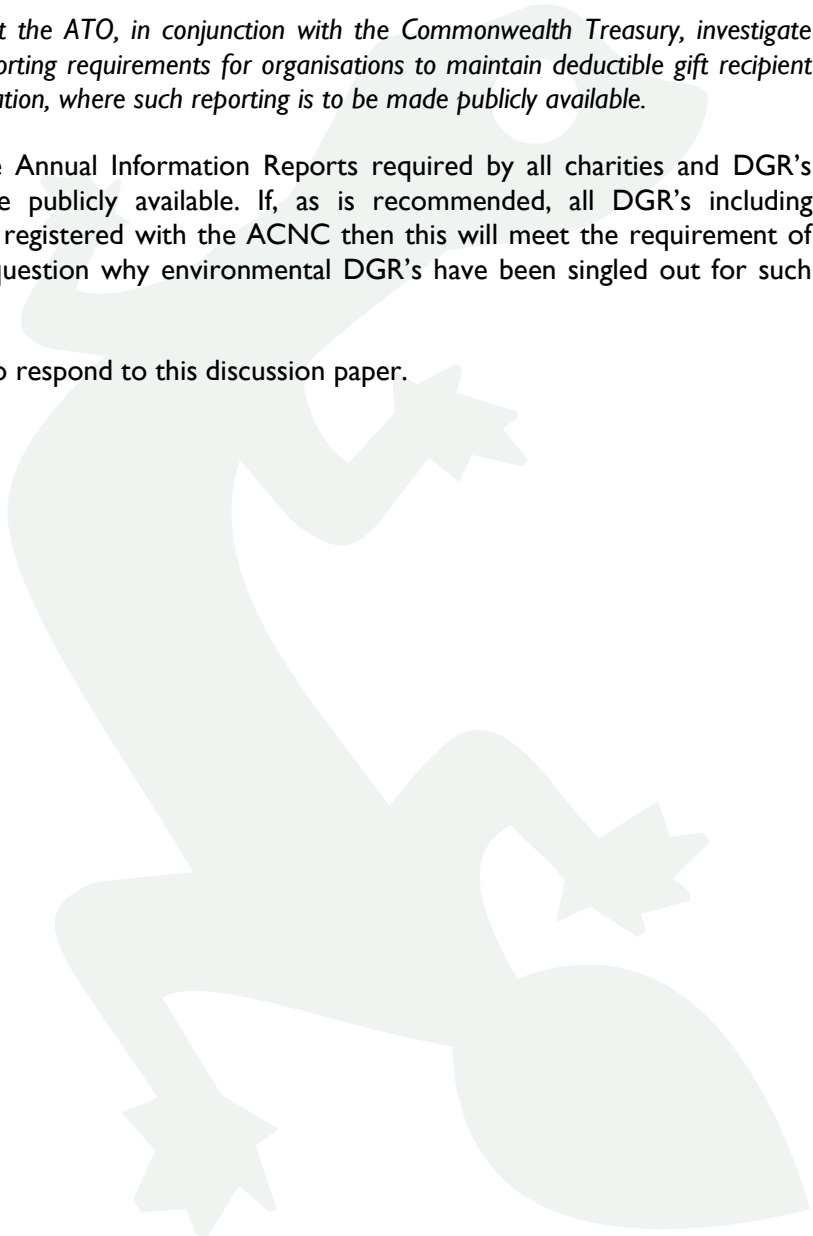 t the ATO, in conjunction with the Commonwealth Treasury, investigate
orting requirements for organisations to maintain deductible gift recipient
ation, where such reporting is to be made publicly available.
e Annual Information Reports required by all charities and DGR's
e publicly available. If, as is recommended, all DGR's including
registered with the ACNC then this will meet the requirement of
question why environmental DGR's have been singled out for such
o respond to this discussion paper.